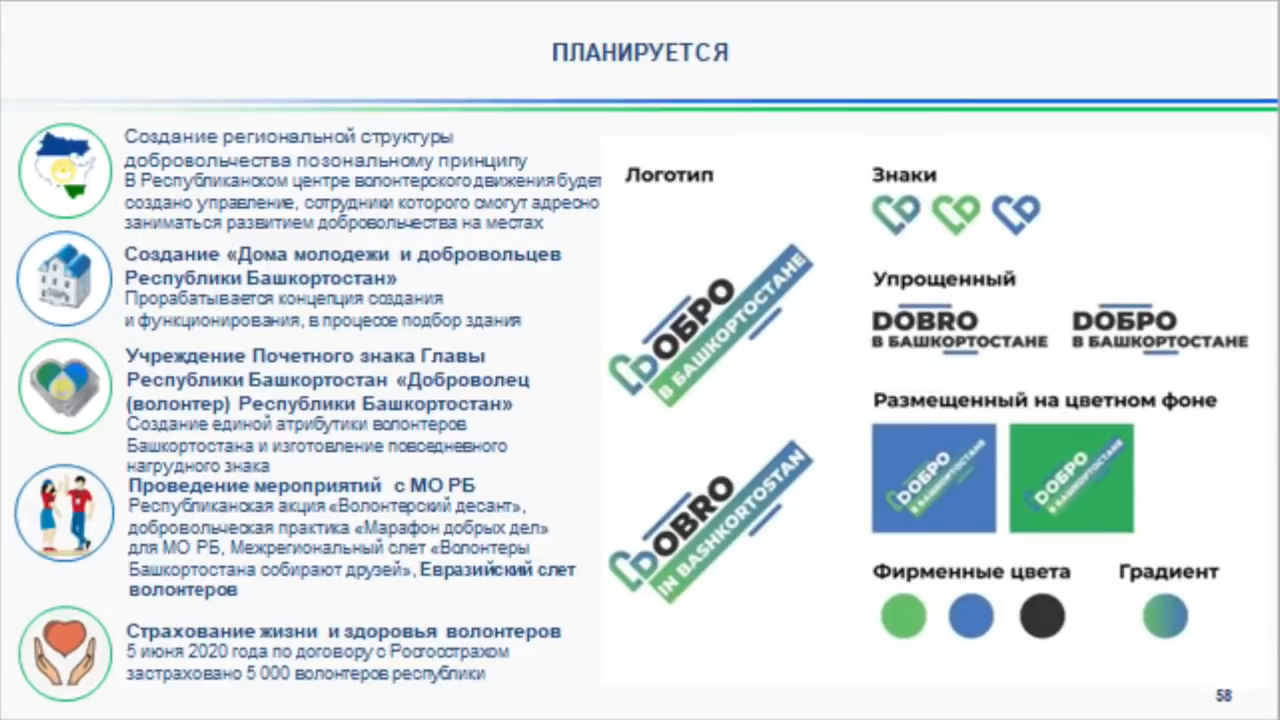 ПЛАНИРУЕТСЯ
Создание региональной структуры
добровольчества по зональному принципу
В Республиканском центре волонтерского движения будет
создано управление, сотрудники которого смогут адресно
заниматься развитием добровольчества на местах
Создание «Дома молодежи и добровольцев
Республики Башкортостан»
Прорабатывается концепция создания
и функционирования, в процессе подбор здания
Учреждение Почетного знака Главы
Республики Башкортостан «Доброволец
(волонтер) Республики Башкортостан»
Создание единой атрибутики волонтеров
Башкортостана и изготовление повседневного
нагрудного знака
Проведение мероприятий с МО РБ
Республиканская акция «Волонтерский десант»,
добровольческая практика «Марафон добрых дел»
для МО РБ, Межрегиональный слет «Волонтеры
Башкортостана собирают друзей», Евразийский слет
волонтеров
Страхование жизни и здоровья волонтеров
5 июня 2020 года по договору с Росгосстрахом
застраховано 5 000 волонтеров республики
Логотип
ДОБРО
В БАШКОРТОСТАНЕ
DOBRO
IN BASHKORTOSTAN
Знаки
Упрощенный
DOBRO
В БАШКОРТОСТАНЕ
DОБРО
В БАШКОРТОСТАНЕ
Размещенный на цветном фоне
DОБРО
В БАШКОРТОСТАНЕ
DОБРО
В БАШКОРТОСТАНЕ
Фирменные цвета
Градиент
58